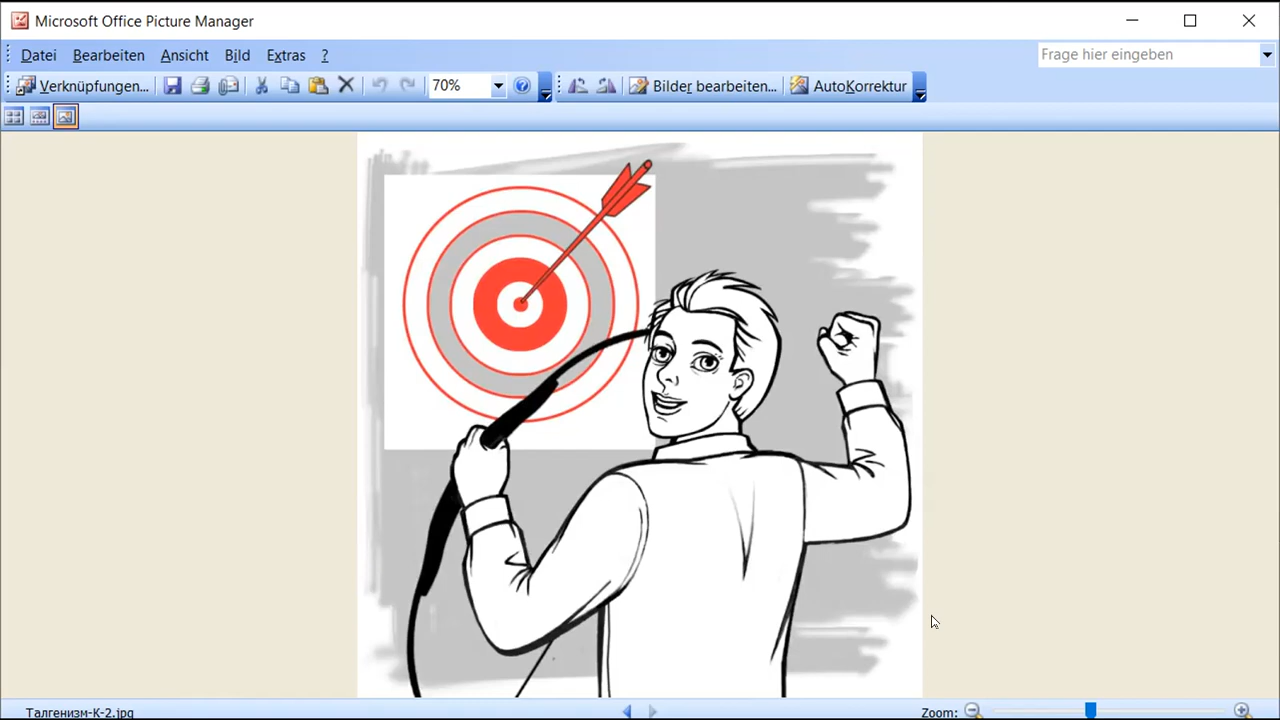 Microsoft Office Picture Manager
Datei Bearbeiten Ansicht Bild Extras ?
Frage hier eingeben
Verknüpfungen... 70% Bilder bearbeiten... AutoKorrektur
Талгенизм-К-2.jpg
Zoom: